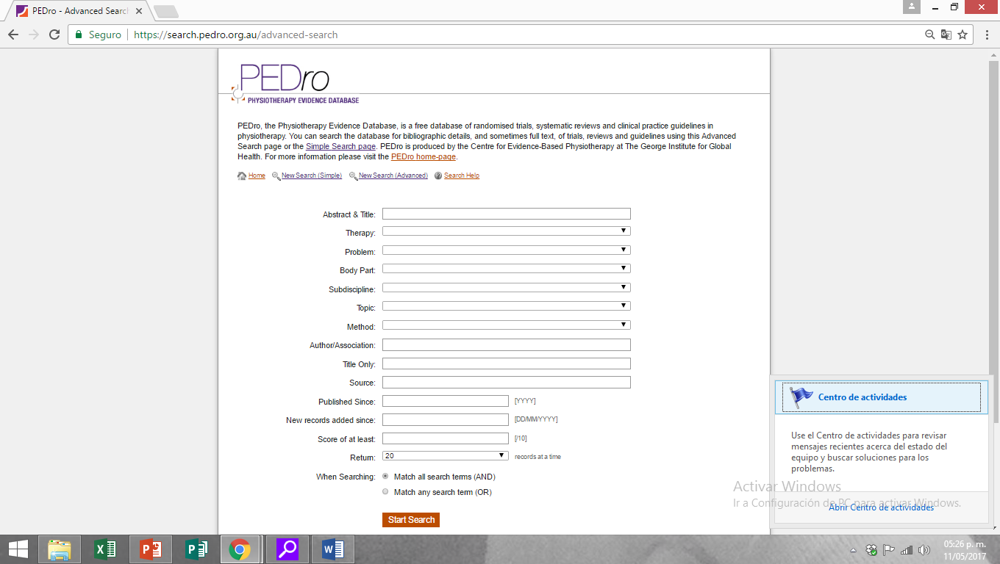 PEDro - Advanced Searc
Seguro https://search.pedro.org.au/advanced-search
PEDro
PHYSIOTHERAPY EVIDENCE DATABASE
PEDro, the Physiotherapy Evidence Database, is a free database of randomised trials, systematic reviews and clinical practice guidelines in
physiotherapy. You can search the database for bibliographic details, and sometimes full text, of trials, reviews and guidelines using this Advanced
Search page or the Simple Search page. PEDro is produced by the Centre for Evidence-Based Physiotherapy at The George Institute for Global
Health. For more information please visit the PEDro home-page.
Home New Search (Simple) New Search (Advanced) Search Help
Abstract & Title:
Therapy:
Problem:
Body Part:
Subdiscipline:
Topic:
Method:
Author/Association:
Title Only:
Source:
Published Since: [YYYY]
New records added since: [DD/MM/YYYY]
Score of at least: [/10]
Return: 20 records at a time
When Searching: Match all search terms (AND)
Match any search term (OR)
Start Search
Centro de actividades
Use el Centro de actividades para revisar
mensajes recientes acerca del estado del
equipo y buscar soluciones para los
problemas.
Abrir Centro de actividades
Activar Windows
Ir a Configuración de PC para activar Windows.
05:26 p. m.
11/05/2017